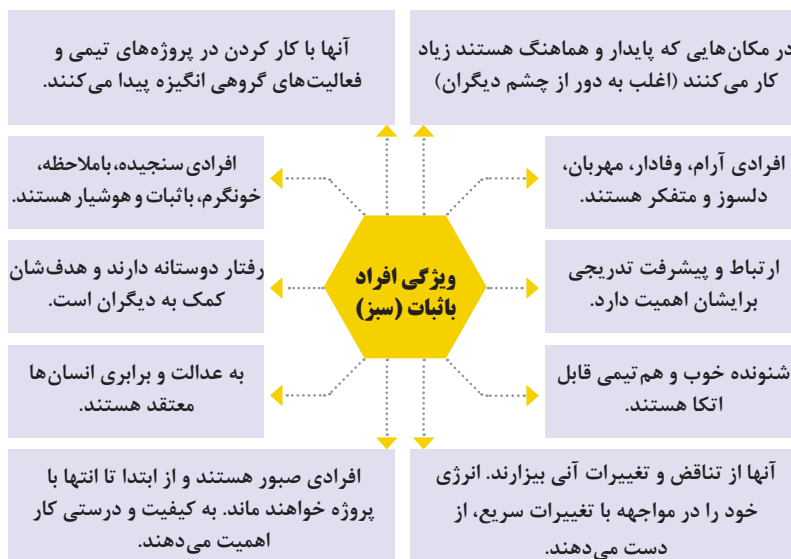 در مکان‌هایی که پایدار و هماهنگ هستند زیاد
کار می‌کنند (اغلب به دور از چشم دیگران)
آنها با کار کردن در پروژه‌های تیمی و
فعالیت‌های گروهی انگیزه پیدا می‌کنند.
افرادی آرام، وفادار، مهربان،
دلسوز و متفکر هستند.
افرادی سنجیده، باملاحظه،
خونگرم، باثبات و هوشیار هستند.
ویژگی افراد
باثبات (سبز)
ارتباط و پیشرفت تدریجی
برایشان اهمیت دارد.
رفتار دوستانه دارند و هدف‌شان
کمک به دیگران است.
شنونده خوب و هم‌تیمی قابل
اتکا هستند.
به عدالت و برابری انسان‌ها
معتقد هستند.
آنها از تناقض و تغییرات آنی بیزارند. انرژی
خود را در مواجهه با تغییرات سریع، از
دست می‌دهند.
افرادی صبور هستند و از ابتدا تا انتها با
پروژه خواهند ماند. به کیفیت و درستی کار
اهمیت می‌دهند.